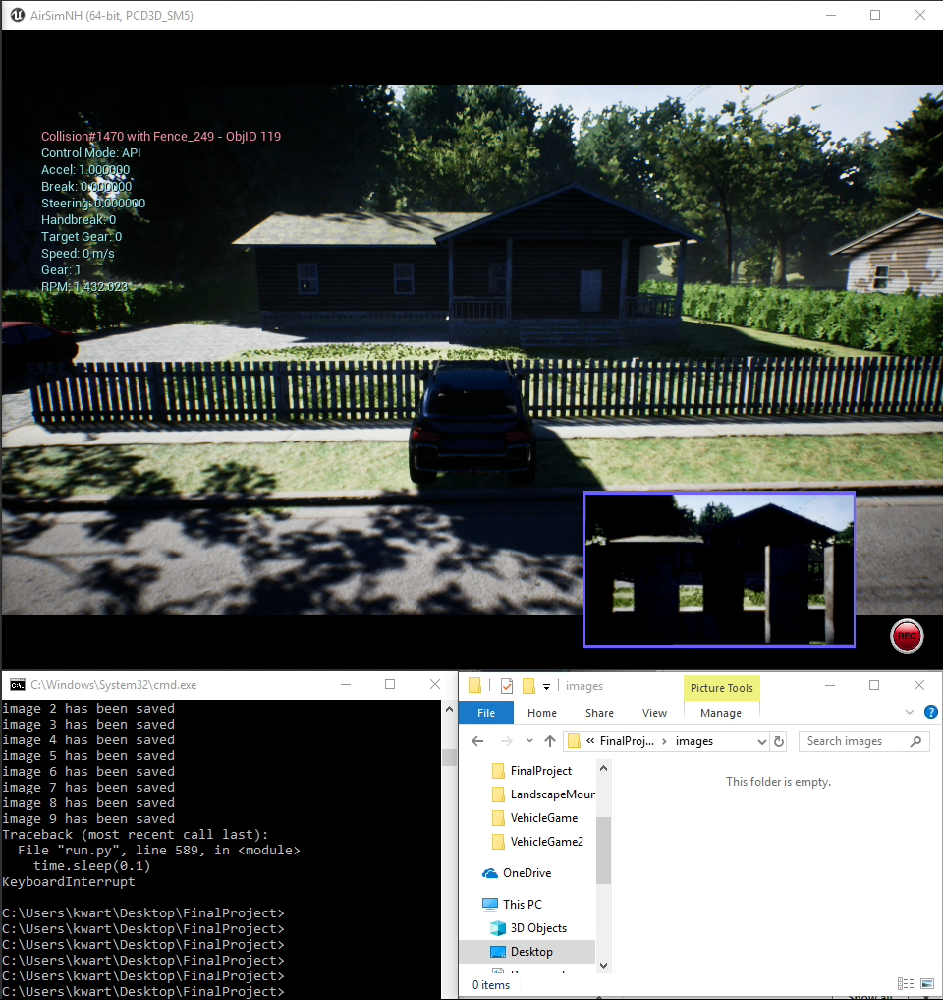 AirSimNH (64-bit, PCD3D_SM5)
Collision#1470 with Fence_249 - ObjID 119
Control Mode: API
Accel: 1.000000
Break: 0.000000
Steering: 0.000000
Handbreak: 0
Target Gear: 0
Speed: 0 m/s
Gear: 1
RPM: 1,432.023
REC
C:\Windows\System32\cmd.exe
image 2 has been saved
image 3 has been saved
image 4 has been saved
image 5 has been saved
image 6 has been saved
image 7 has been saved
image 8 has been saved
image 9 has been saved
Traceback (most recent call last):
  File "run.py", line 589, in <module>
    time.sleep(0.1)
KeyboardInterrupt
C:\Users\kwart\Desktop\FinalProject>
C:\Users\kwart\Desktop\FinalProject>
C:\Users\kwart\Desktop\FinalProject>
C:\Users\kwart\Desktop\FinalProject>
C:\Users\kwart\Desktop\FinalProject>
C:\Users\kwart\Desktop\FinalProject>
images
Picture Tools
File Home Share View Manage
« FinalProj... > images
Search images
FinalProject
LandscapeMour
VehicleGame
VehicleGame2
OneDrive
This PC
3D Objects
Desktop
This folder is empty.
0 items
Show all